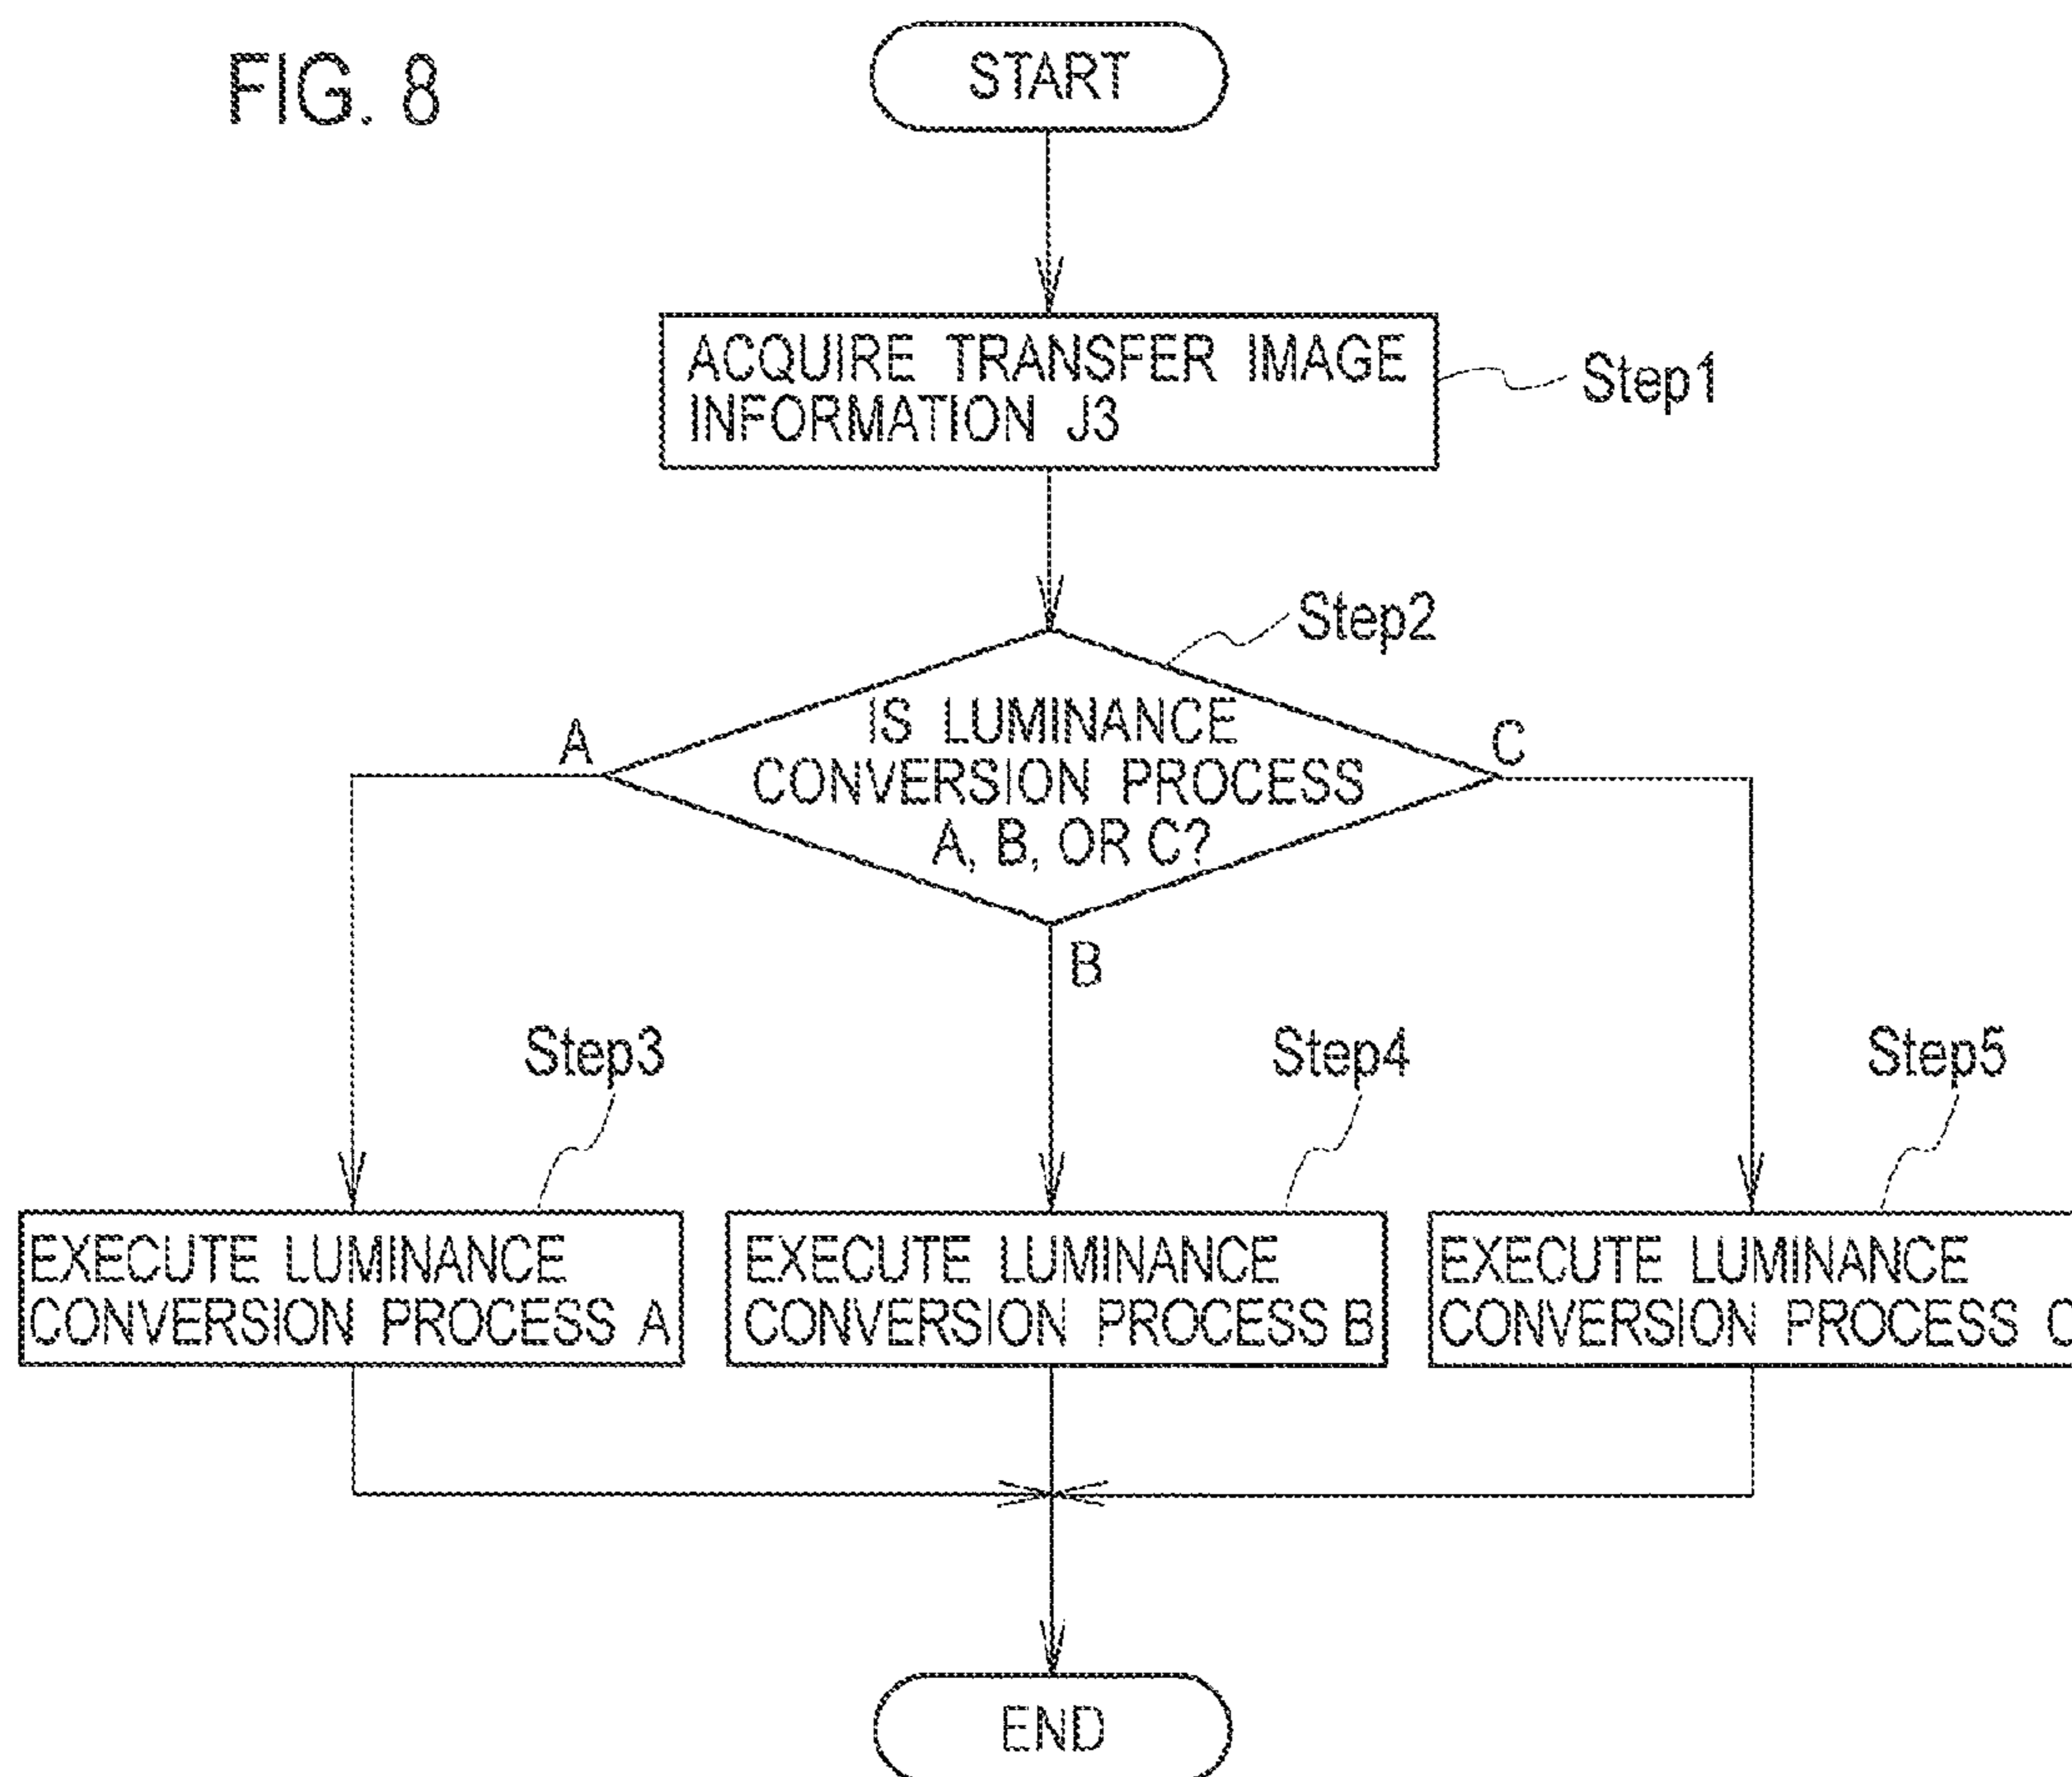 FIG. 8
START
ACQUIRE TRANSFER IMAGE
INFORMATION J3
Step1
Step2
IS LUMINANCE
CONVERSION PROCESS
A, B, OR C?
A
C
B
Step3
Step4
Step5
EXECUTE LUMINANCE
CONVERSION PROCESS A
EXECUTE LUMINANCE
CONVERSION PROCESS B
EXECUTE LUMINANCE
CONVERSION PROCESS C
END